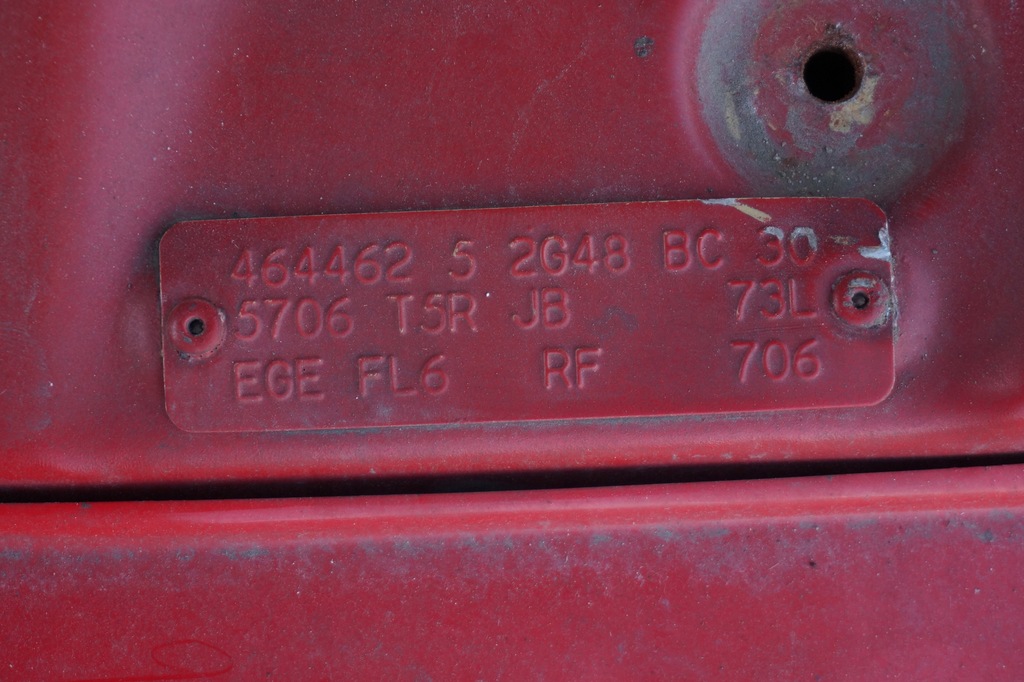 464462 5 2G48 BC 30
5706 T5R JB 73L
EGE FL6 RF 706